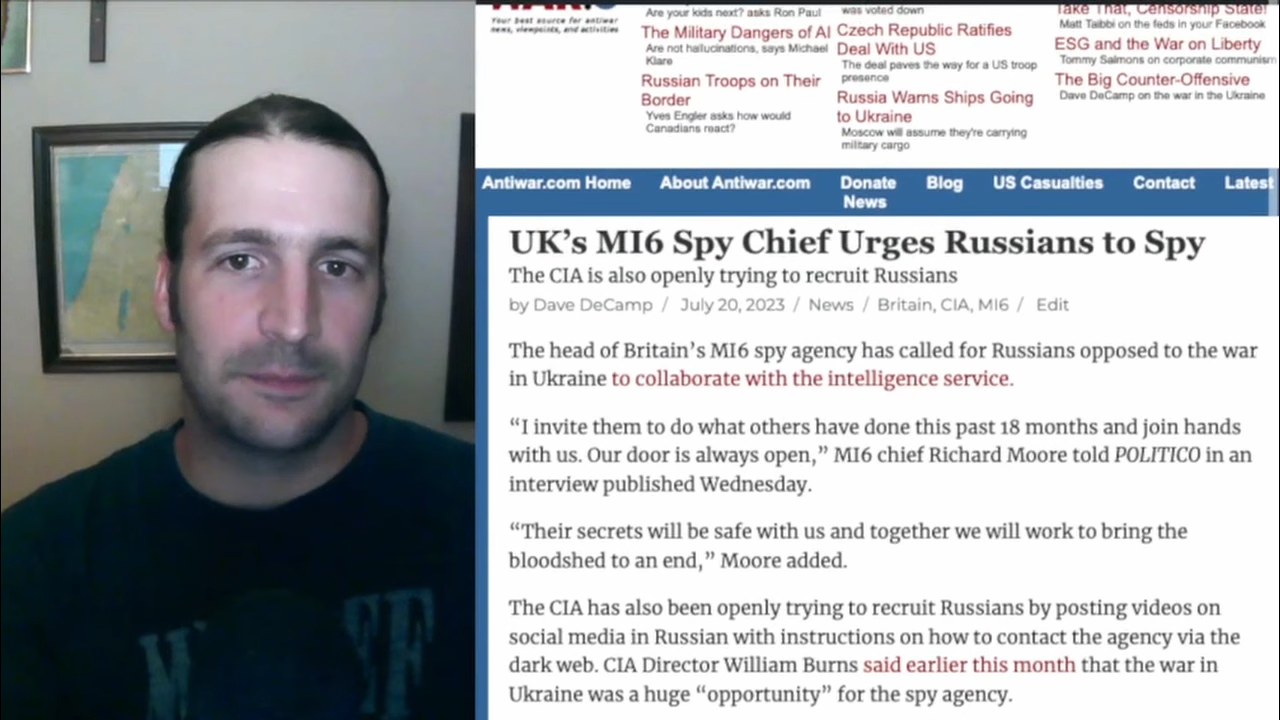 Your best source for antiwar
news, viewpoints, and activities
Are your kids next? asks Ron Paul
The Military Dangers of AI
Are not hallucinations, says Michael
Klare
Russian Troops on Their
Border
Yves Engler asks how would
Canadians react?
was voted down
Czech Republic Ratifies
Deal With US
The deal paves the way for a US troop
presence
Russia Warns Ships Going
to Ukraine
Moscow will assume they're carrying
military cargo
Take That, Censorship State!
Matt Taibbi on the feds in your Facebook
ESG and the War on Liberty
Tommy Salmons on corporate communism
The Big Counter-Offensive
Dave DeCamp on the war in the Ukraine
Antiwar.com Home About Antiwar.com Donate Blog US Casualties Contact Latest
News
UK’s MI6 Spy Chief Urges Russians to Spy
The CIA is also openly trying to recruit Russians
by Dave DeCamp / July 20, 2023 / News / Britain, CIA, MI6 / Edit
The head of Britain’s MI6 spy agency has called for Russians opposed to the war
in Ukraine to collaborate with the intelligence service.
“I invite them to do what others have done this past 18 months and join hands
with us. Our door is always open,” MI6 chief Richard Moore told POLITICO in an
interview published Wednesday.
“Their secrets will be safe with us and together we will work to bring the
bloodshed to an end,” Moore added.
The CIA has also been openly trying to recruit Russians by posting videos on
social media in Russian with instructions on how to contact the agency via the
dark web. CIA Director William Burns said earlier this month that the war in
Ukraine was a huge “opportunity” for the spy agency.